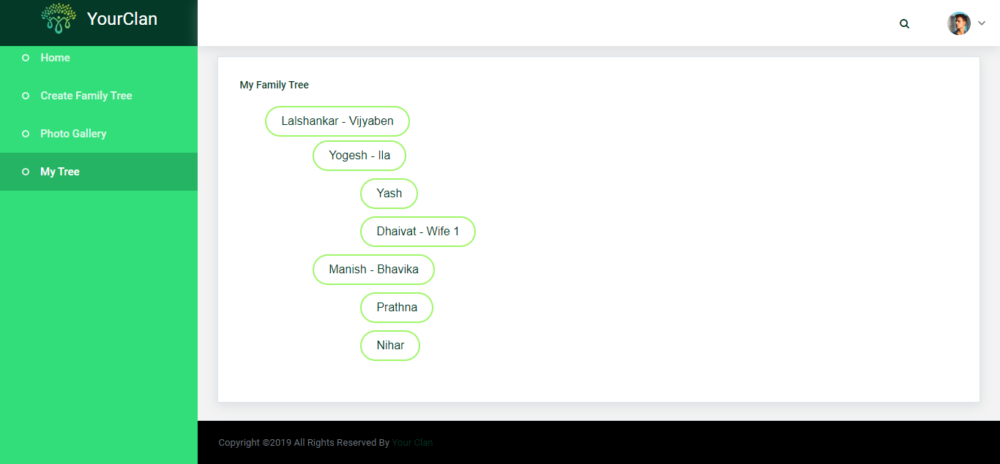 YourClan
Home
Create Family Tree
Photo Gallery
My Tree
My Family Tree
Lalshankar - Vijyaben
Yogesh - Ila
Yash
Dhaivat - Wife 1
Manish - Bhavika
Prathna
Nihar
Copyright ©2019 All Rights Reserved By Your Clan